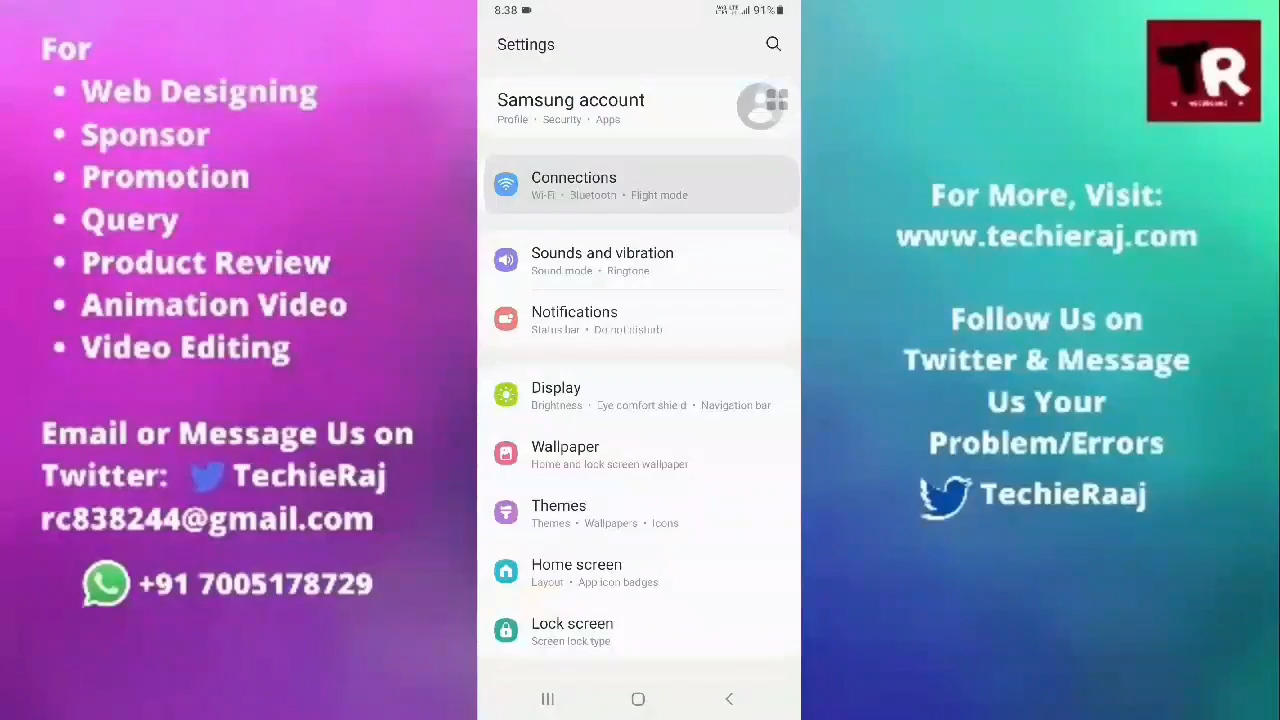 For
• Web Designing
• Sponsor
• Promotion
• Query
• Product Review
• Animation Video
• Video Editing
Email or Message Us on
Twitter: TechieRaj
rc838244@gmail.com
+91 7005178729
8.38
91%
Settings
Samsung account
Profile • Security • Apps
Connections
Wi-Fi • Bluetooth • Flight mode
Sounds and vibration
Sound mode • Ringtone
Notifications
Status bar • Do not disturb
Display
Brightness • Eye comfort shield • Navigation bar
Wallpaper
Home and lock screen wallpaper
Themes
Themes • Wallpapers • Icons
Home screen
Layout • App icon badges
Lock screen
Screen lock type
TR
For More, Visit:
www.techieraj.com
Follow Us on
Twitter & Message
Us Your
Problem/Errors
TechieRaaj